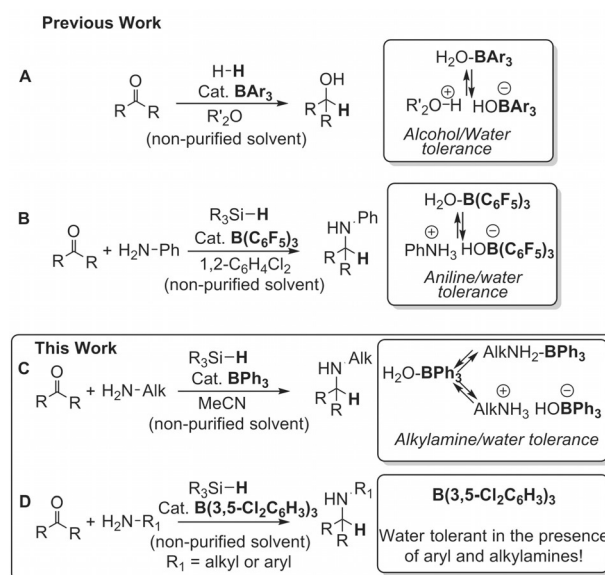 Previous Work
A
O
R R
H-H
Cat. BAr3
R'2O
(non-purified solvent)
OH
R H
R
H2O-BAr3
⊕ ⊖
R'2O-H HOBAr3
Alcohol/Water
tolerance
B
O
R R + H2N-Ph
R3Si-H
Cat. B(C6F5)3
1,2-C6H4Cl2
(non-purified solvent)
HN-Ph
R H
R
H2O-B(C6F5)3
⊕ ⊖
PhNH3 HOB(C6F5)3
Aniline/water
tolerance
This Work
C
O
R R + H2N-Alk
R3Si-H
Cat. BPh3
MeCN
(non-purified solvent)
HN-Alk
R H
R
AlkNH2-BPh3
H2O-BPh3
⊕ ⊖
AlkNH3 HOBPh3
Alkylamine/water tolerance
D
O
R R + H2N-R1
R3Si-H
Cat. B(3,5-Cl2C6H3)3
(non-purified solvent)
R1 = alkyl or aryl
HN-R1
R H
R
B(3,5-Cl2C6H3)3
Water tolerant in the presence
of aryl and alkylamines!